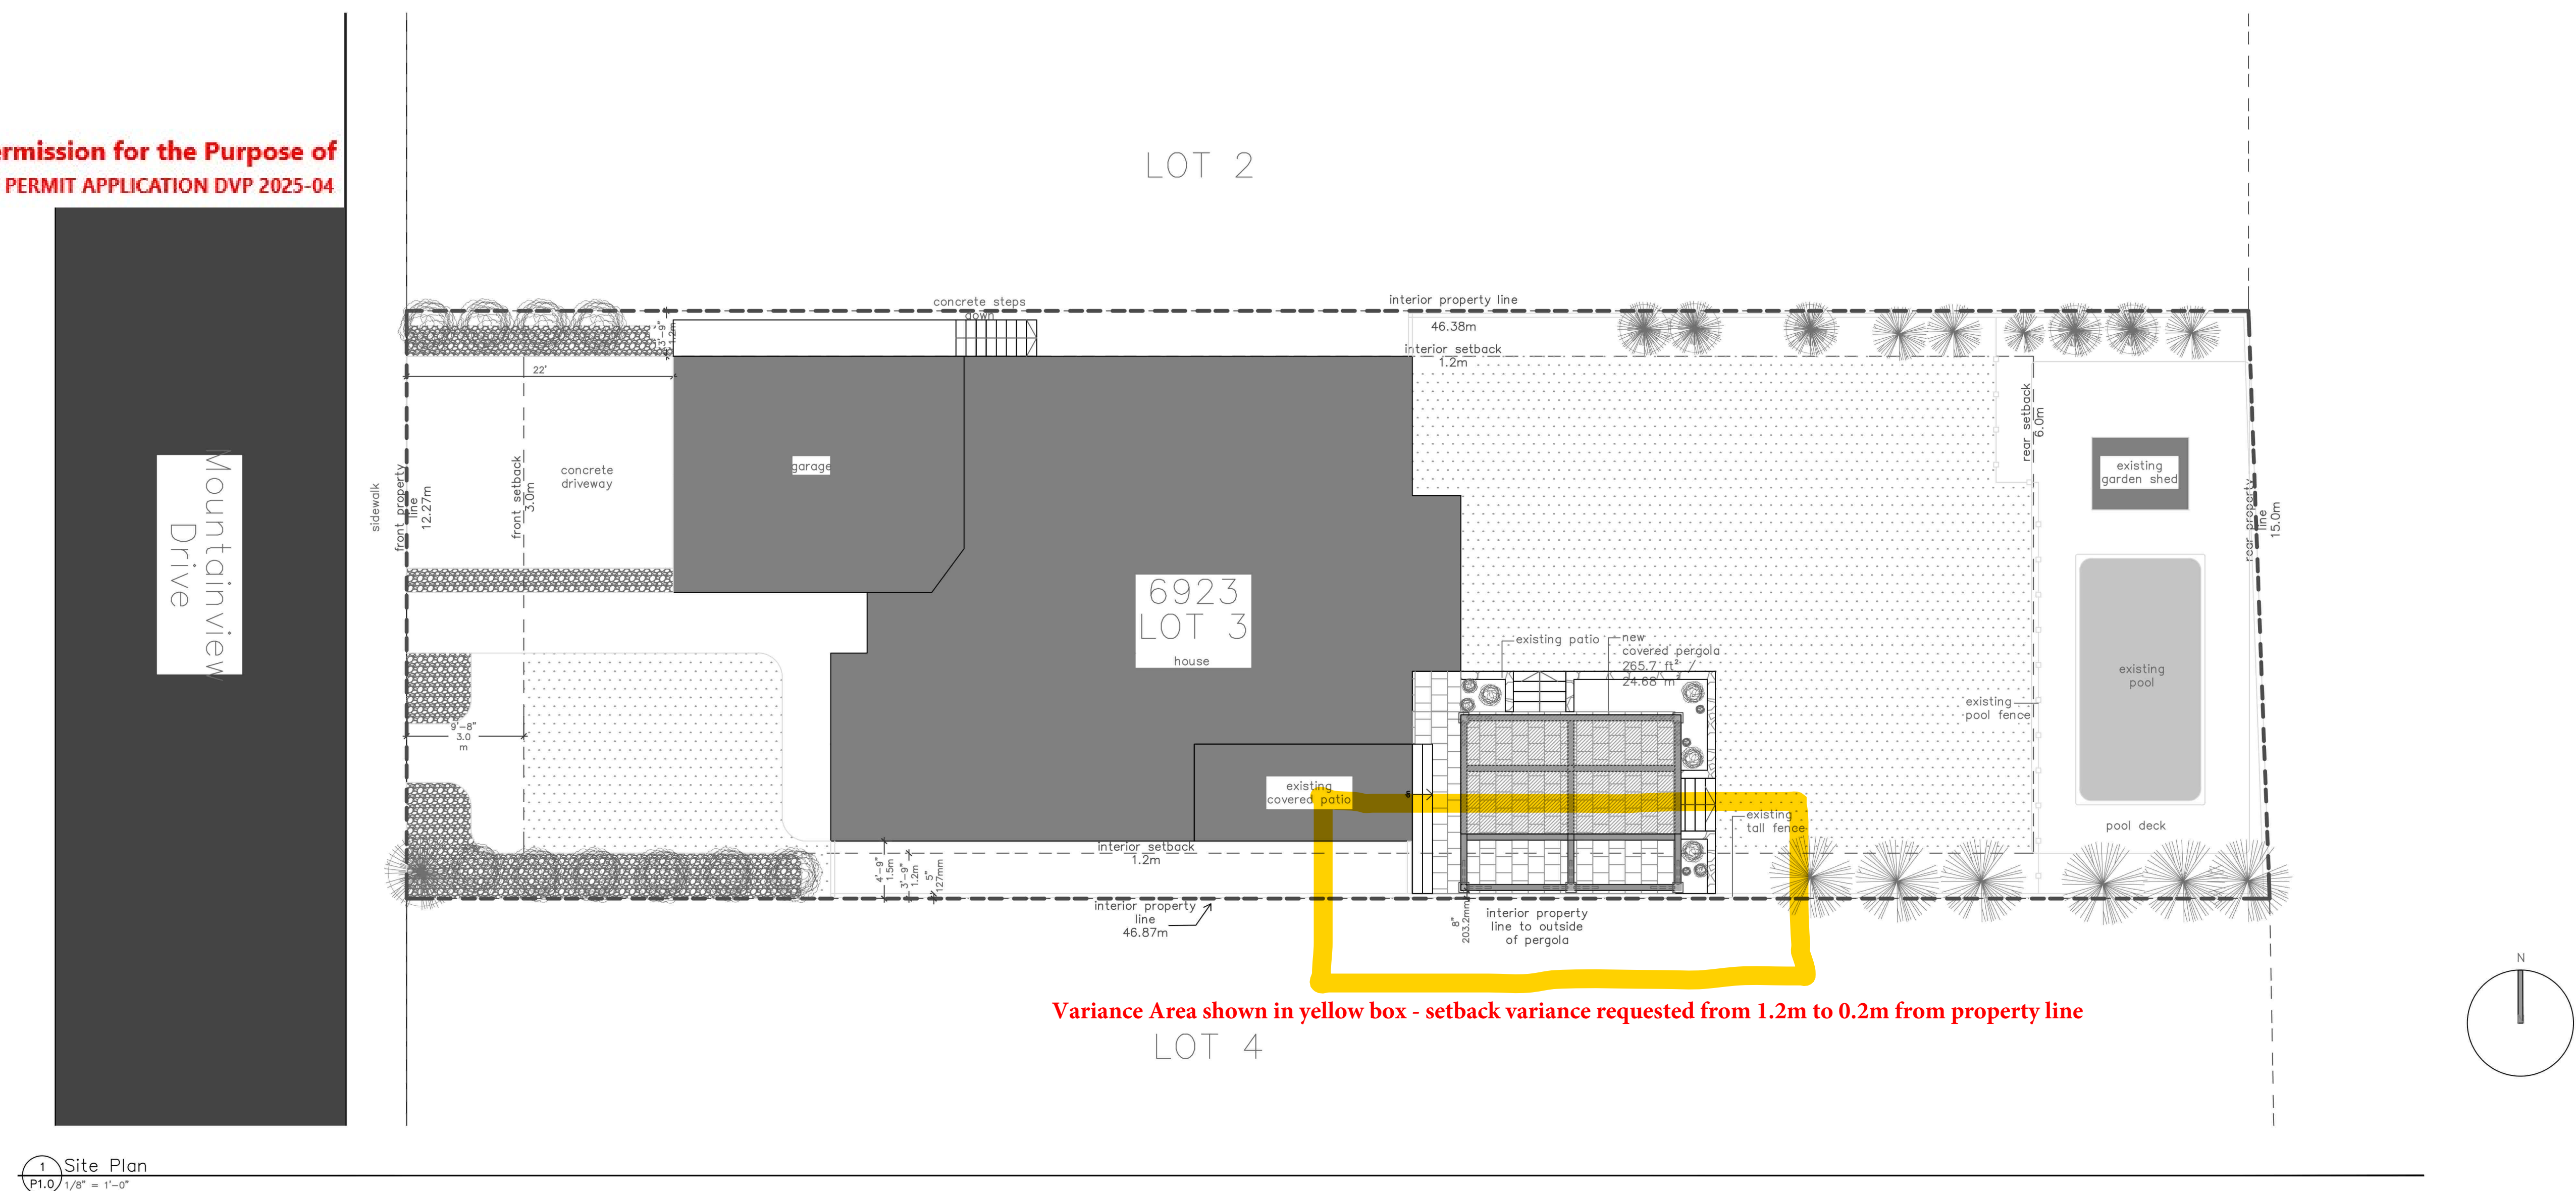 ermission for the Purpose of
PERMIT APPLICATION DVP 2025-04
LOT 2
concrete steps
down
interior property line
46.38m
interior setback
1.2m
3'-9"
1.2m
22'
Mountainview
Drive
sidewalk
front property
line
12.27m
front setback
3.0m
concrete
driveway
garage
rear setback
6.0m
existing
garden shed
rear property
line
15.0m
6923
LOT 3
house
existing patio
new
covered pergola
265.7 ft²
24.68 m²
existing
pool
existing
pool fence
9'-8"
3.0
m
existing
covered patio
existing
tall fence
pool deck
interior setback
1.2m
4'-9"
1.5m
3'-9"
1.2m
5"
127mm
interior property
line
46.87m
8"
203.2mm
interior property
line to outside
of pergola
N
Variance Area shown in yellow box - setback variance requested from 1.2m to 0.2m from property line
LOT 4
1
P1.0
Site Plan
1/8" = 1'-0"